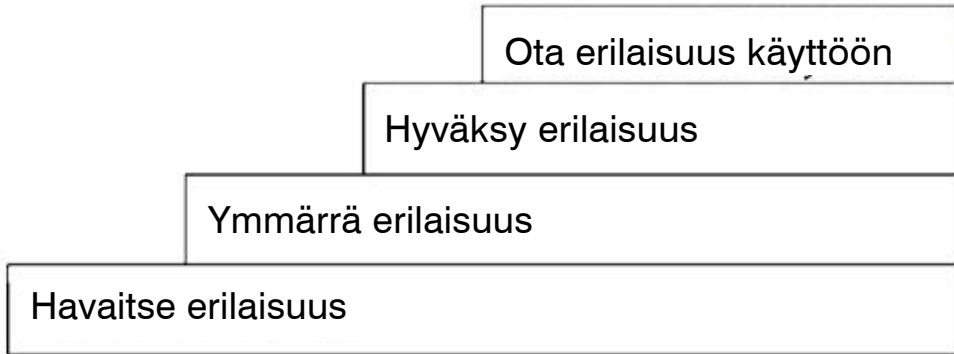 Ota erilaisuus käyttöön
Hyväksy erilaisuus
Ymmärrä erilaisuus
Havaitse erilaisuus